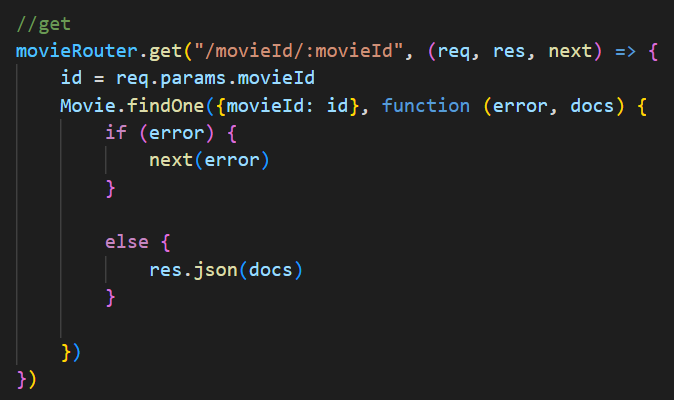 //get
movieRouter.get("/movieId/:movieId", (req, res, next) => {
    id = req.params.movieId
    Movie.findOne({movieId: id}, function (error, docs) {
        if (error) {
            next(error)
        }

        else {
            res.json(docs)
        }

    })
})